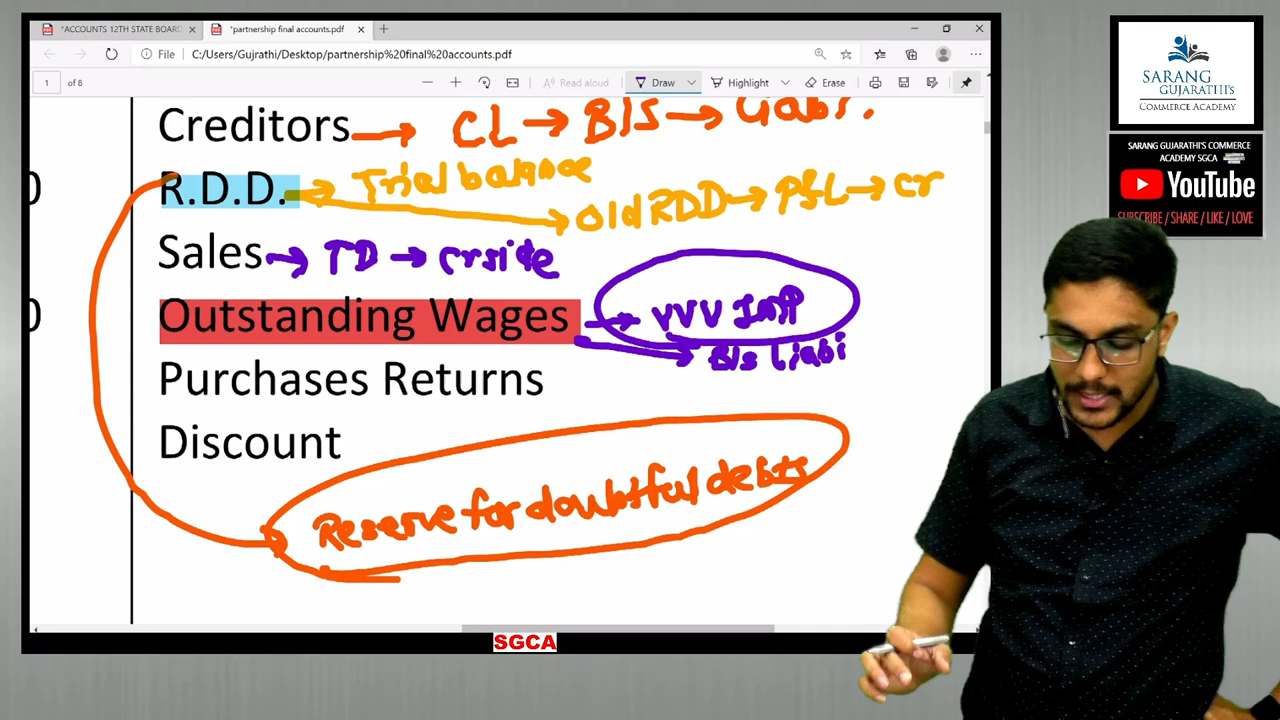 *ACCOUNTS 12TH STATE BOARD
*partnership final accounts.pdf
File C:/Users/Gujrathi/Desktop/partnership%20final%20accounts.pdf
1 of 8 Read aloud Draw Highlight Erase
Creditors → CL → B/S → Liabi.
R.D.D. → Trial balance
→ Old RDD → P&L → cr
Sales → TD → cr side
Outstanding Wages → VVV IMP
→ B/s Liabi
Purchases Returns
Discount
Reserve for doubtful debts
SGCA
SARANG
GUJARATHI'S
COMMERCE ACADEMY
SARANG GUJARATHI'S COMMERCE
ACADEMY SGCA
YouTube
SUBSCRIBE / SHARE / LIKE / LOVE